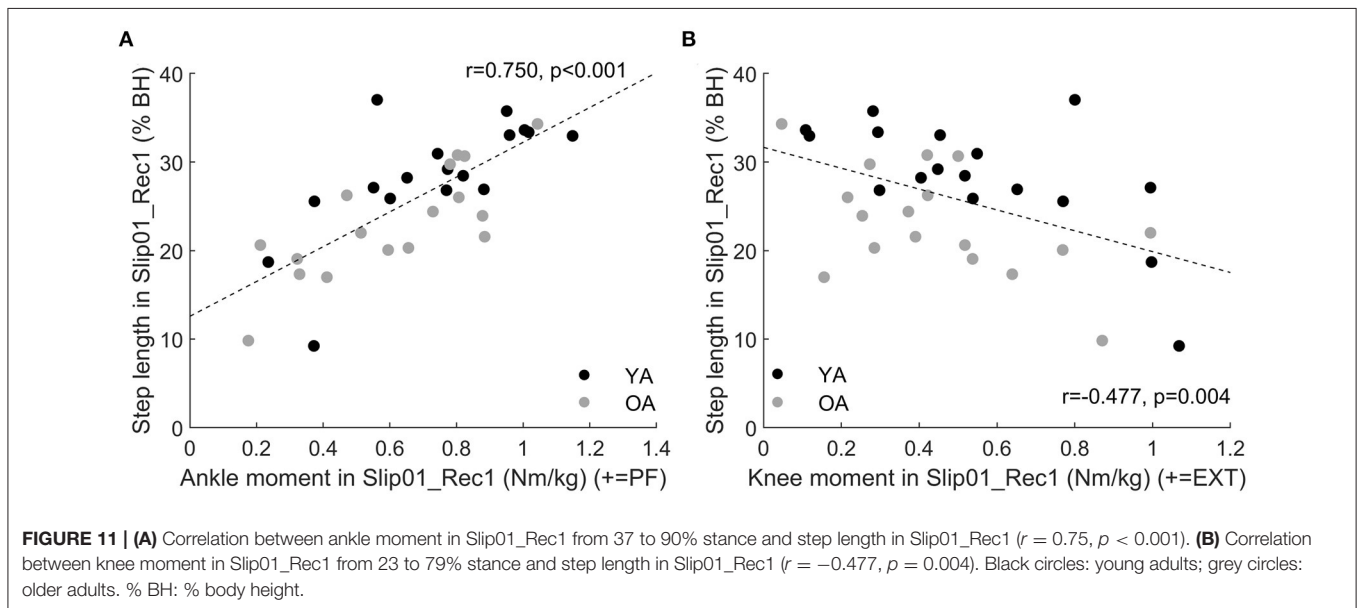 A
r=0.750, p<0.001
Step length in Slip01_Rec1 (% BH)
40
30
20
10
0
YA
OA
0 0.2 0.4 0.6 0.8 1 1.2 1.4
Ankle moment in Slip01_Rec1 (Nm/kg) (+=PF)
B
Step length in Slip01_Rec1 (% BH)
40
30
20
10
0
YA
OA
r=-0.477, p=0.004
0 0.2 0.4 0.6 0.8 1 1.2
Knee moment in Slip01_Rec1 (Nm/kg) (+=EXT)
FIGURE 11 | (A) Correlation between ankle moment in Slip01_Rec1 from 37 to 90% stance and step length in Slip01_Rec1 (r = 0.75, p < 0.001). (B) Correlation
between knee moment in Slip01_Rec1 from 23 to 79% stance and step length in Slip01_Rec1 (r = −0.477, p = 0.004). Black circles: young adults; grey circles:
older adults. % BH: % body height.